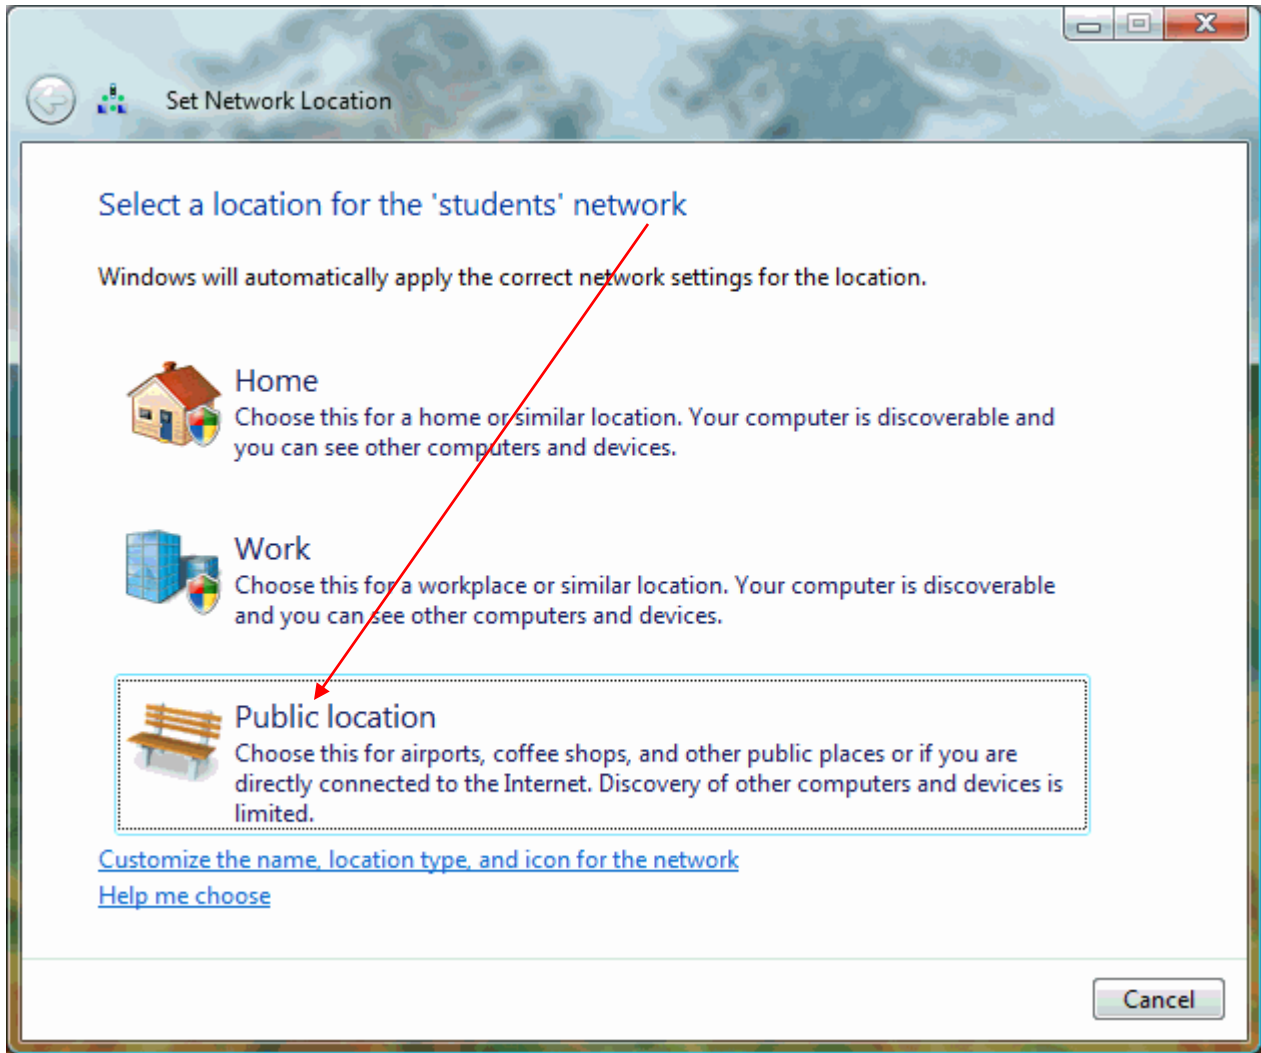 Set Network Location
Select a location for the 'students' network
Windows will automatically apply the correct network settings for the location.
Home
Choose this for a home or similar location. Your computer is discoverable and
you can see other computers and devices.
Work
Choose this for a workplace or similar location. Your computer is discoverable
and you can see other computers and devices.
Public location
Choose this for airports, coffee shops, and other public places or if you are
directly connected to the Internet. Discovery of other computers and devices is
limited.
Customize the name, location type, and icon for the network
Help me choose
Cancel